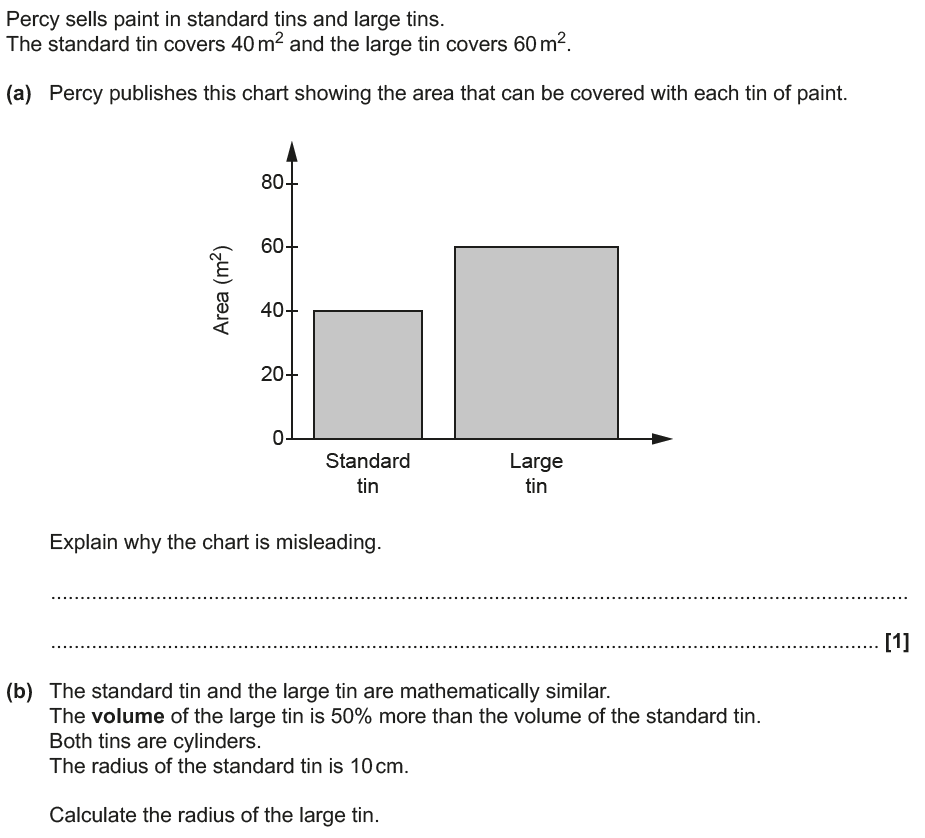 Percy sells paint in standard tins and large tins.
The standard tin covers 40 m² and the large tin covers 60 m².
(a) Percy publishes this chart showing the area that can be covered with each tin of paint.
80
60
40
20
0
Area (m²)
Standard tin
Large tin
Explain why the chart is misleading.
................................................................................
................................................................................ [1]
(b) The standard tin and the large tin are mathematically similar.
The volume of the large tin is 50% more than the volume of the standard tin.
Both tins are cylinders.
The radius of the standard tin is 10 cm.
Calculate the radius of the large tin.